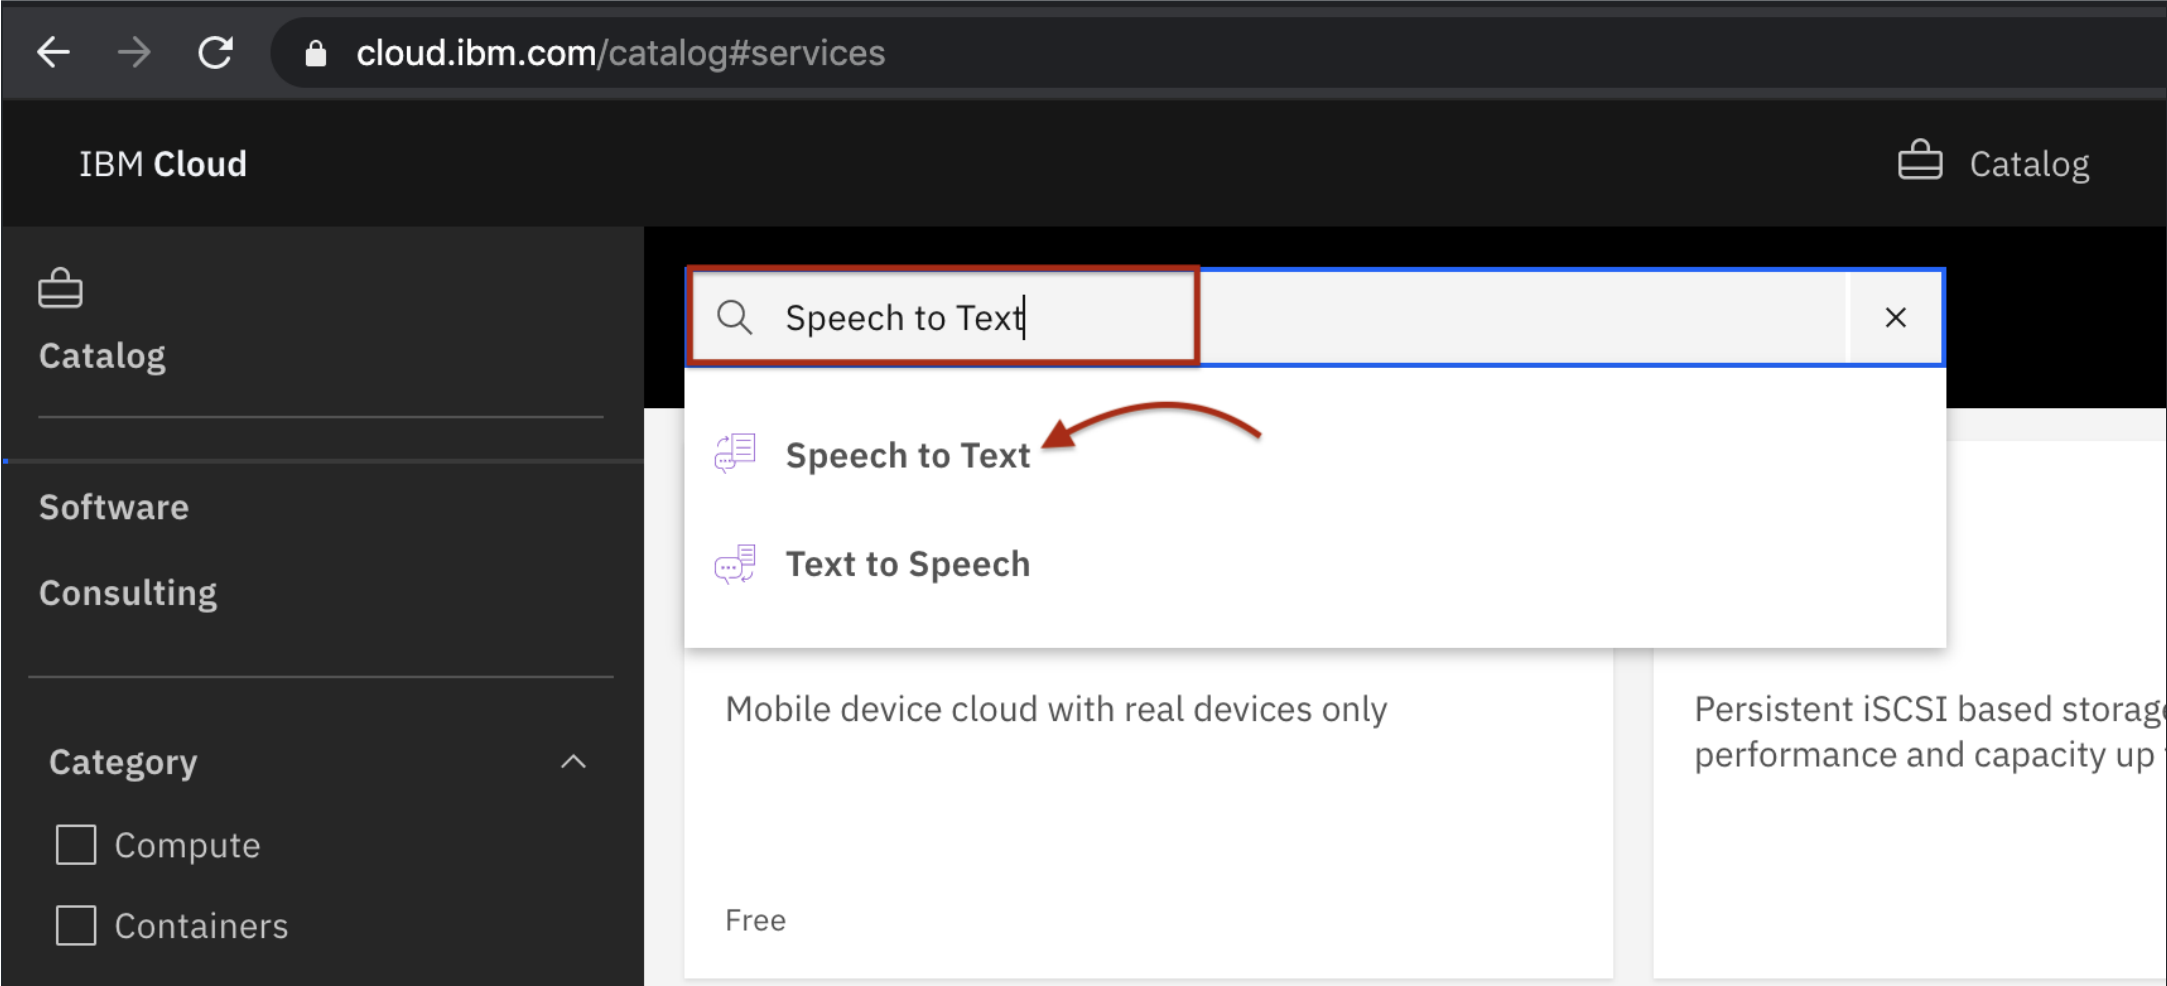 cloud.ibm.com/catalog#services
IBM Cloud
Catalog
Catalog
Software
Consulting
Category
Compute
Containers
Speech to Text
Speech to Text
Text to Speech
Mobile device cloud with real devices only
Free
Persistent iSCSI based storage
performance and capacity up